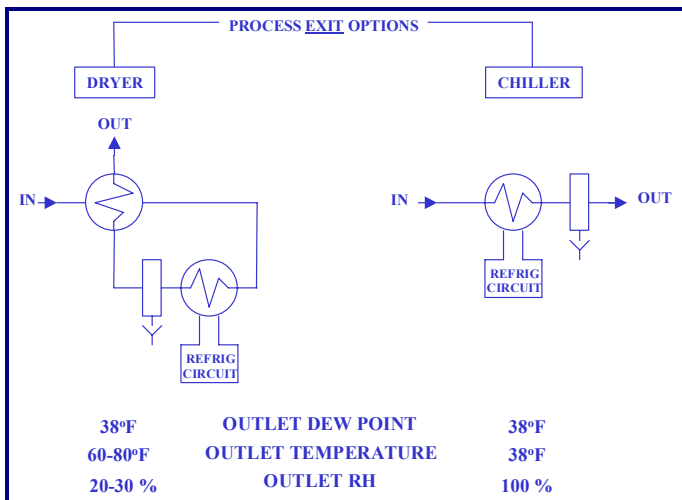 PROCESS EXIT OPTIONS
DRYER
CHILLER
OUT
IN
IN
OUT
REFRIG
CIRCUIT
REFRIG
CIRCUIT
38ºF OUTLET DEW POINT 38ºF
60-80ºF OUTLET TEMPERATURE 38ºF
20-30 % OUTLET RH 100 %